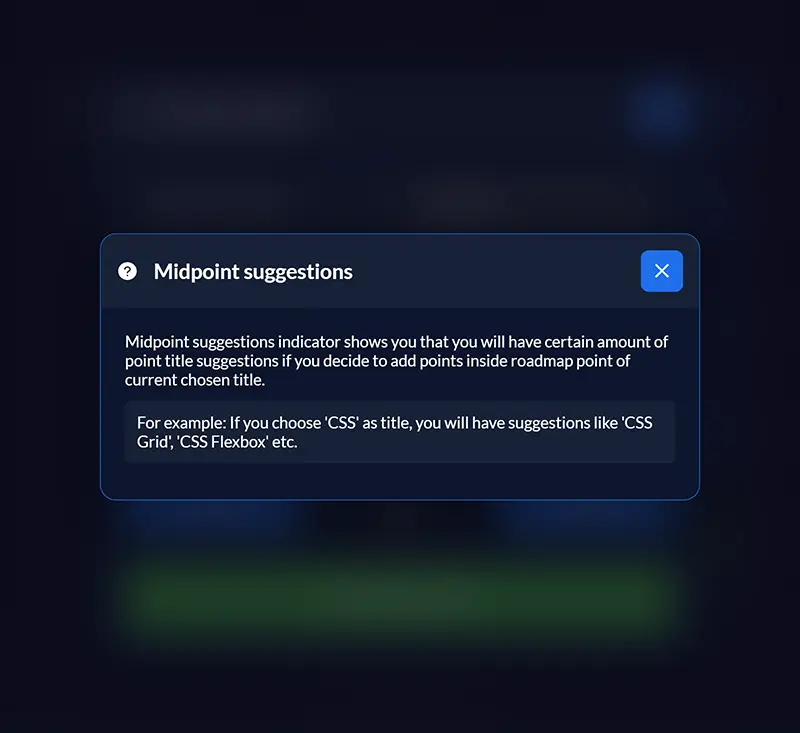 Midpoint suggestions
Midpoint suggestions indicator shows you that you will have certain amount of
point title suggestions if you decide to add points inside roadmap point of
current chosen title.
For example: If you choose 'CSS' as title, you will have suggestions like 'CSS
Grid', 'CSS Flexbox' etc.